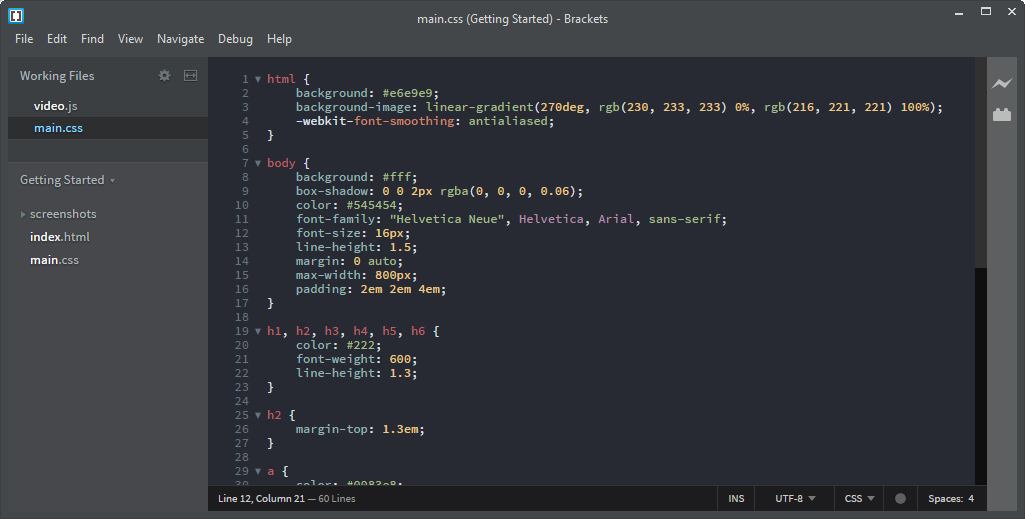 main.css (Getting Started) - Brackets
File Edit Find View Navigate Debug Help
Working Files
video.js
main.css
Getting Started
screenshots
index.html
main.css
1 html {
2 background: #e6e9e9;
3 background-image: linear-gradient(270deg, rgb(230, 233, 233) 0%, rgb(216, 221, 221) 100%);
4 -webkit-font-smoothing: antialiased;
5 }
6
7 body {
8 background: #fff;
9 box-shadow: 0 0 2px rgba(0, 0, 0, 0.06);
10 color: #545454;
11 font-family: "Helvetica Neue", Helvetica, Arial, sans-serif;
12 font-size: 16px;
13 line-height: 1.5;
14 margin: 0 auto;
15 max-width: 800px;
16 padding: 2em 2em 4em;
17 }
18
19 h1, h2, h3, h4, h5, h6 {
20 color: #222;
21 font-weight: 600;
22 line-height: 1.3;
23 }
24
25 h2 {
26 margin-top: 1.3em;
27 }
28
29 a {
30 color: #0083e8;
Line 12, Column 21 — 60 Lines
INS UTF-8 CSS Spaces: 4